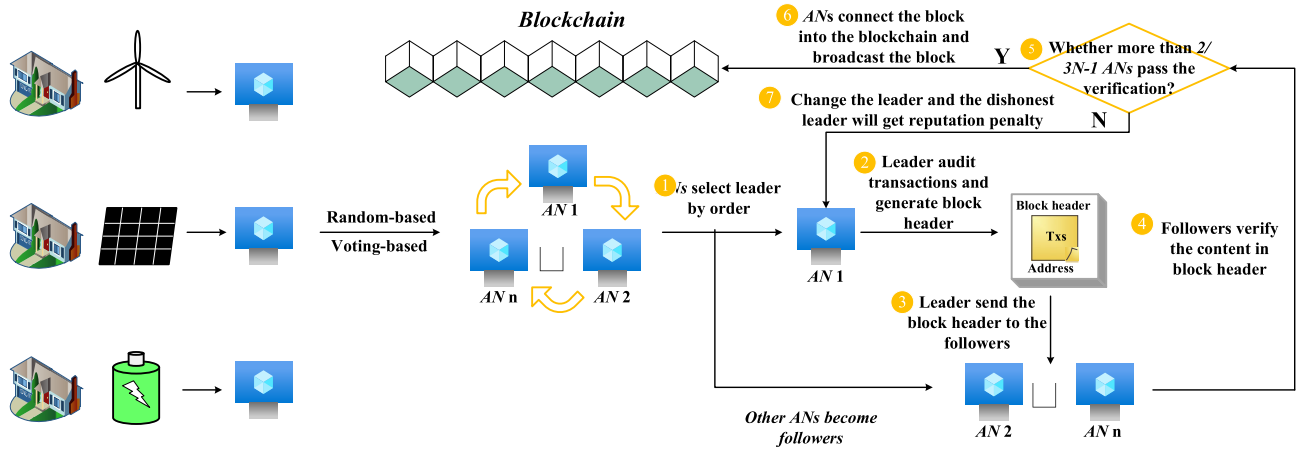 Blockchain
6 ANs connect the block
into the blockchain and
broadcast the block
Y
5 Whether more than 2/
3N-1 ANs pass the
verification?
7 Change the leader and the dishonest
leader will get reputation penalty
N
Random-based
Voting-based
AN 1
AN n
AN 2
1 Ns select leader
by order
2 Leader audit
transactions and
generate block
header
AN 1
Block header
Txs
Address
4 Followers verify
the content in
block header
3 Leader send the
block header to the
followers
Other ANs become
followers
AN 2
AN n